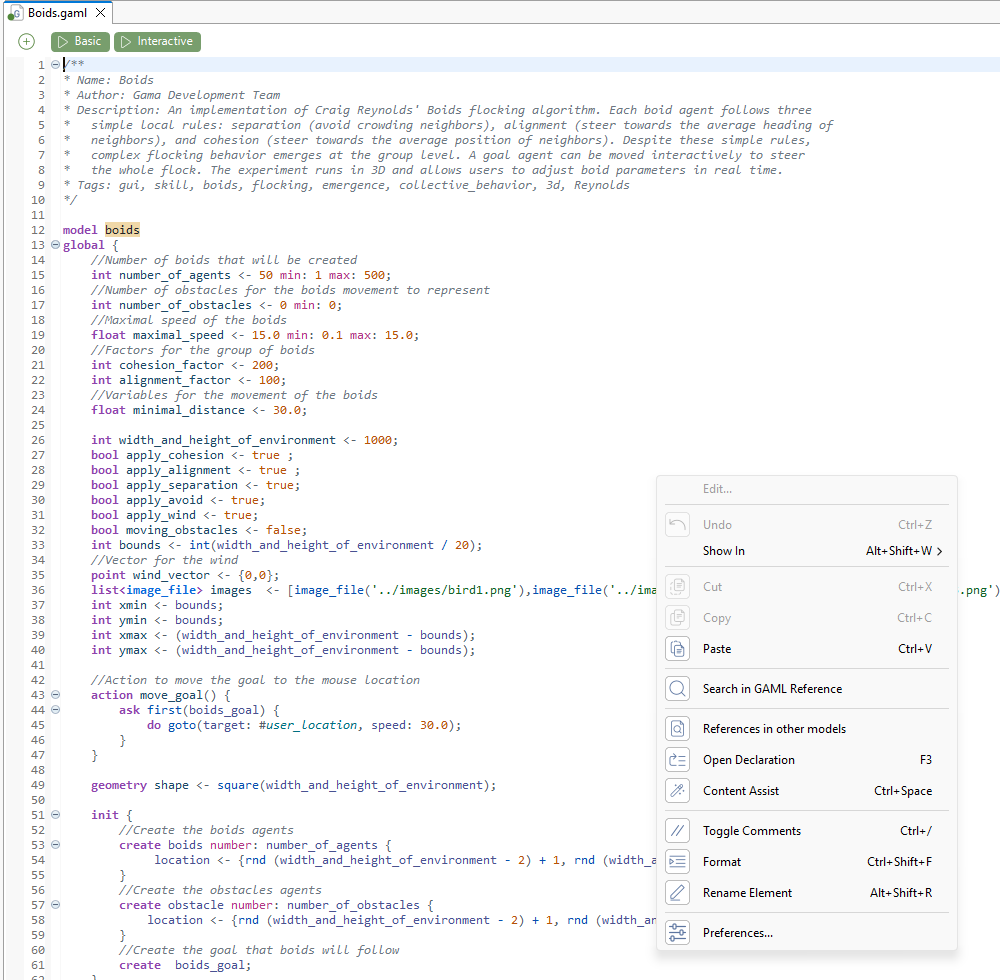 Boids.gaml
Basic
Interactive
1 /**
2 * Name: Boids
3 * Author: Gama Development Team
4 * Description: An implementation of Craig Reynolds' Boids flocking algorithm. Each boid agent follows three
5 *   simple local rules: separation (avoid crowding neighbors), alignment (steer towards the average heading of
6 *   neighbors), and cohesion (steer towards the average position of neighbors). Despite these simple rules,
7 *   complex flocking behavior emerges at the group level. A goal agent can be moved interactively to steer
8 *   the whole flock. The experiment runs in 3D and allows users to adjust boid parameters in real time.
9 * Tags: gui, skill, boids, flocking, emergence, collective_behavior, 3d, Reynolds
10 */
11
12 model boids
13 global {
14     //Number of boids that will be created
15     int number_of_agents <- 50 min: 1 max: 500;
16     //Number of obstacles for the boids movement to represent
17     int number_of_obstacles <- 0 min: 0;
18     //Maximal speed of the boids
19     float maximal_speed <- 15.0 min: 0.1 max: 15.0;
20     //Factors for the group of boids
21     int cohesion_factor <- 200;
22     int alignment_factor <- 100;
23     //Variables for the movement of the boids
24     float minimal_distance <- 30.0;
25
26     int width_and_height_of_environment <- 1000;
27     bool apply_cohesion <- true ;
28     bool apply_alignment <- true ;
29     bool apply_separation <- true;
30     bool apply_avoid <- true;
31     bool apply_wind <- true;
32     bool moving_obstacles <- false;
33     int bounds <- int(width_and_height_of_environment / 20);
34     //Vector for the wind
35     point wind_vector <- {0,0};
36     list<image_file> images  <- [image_file('../images/bird1.png'),image_file('../ima .png')
37     int xmin <- bounds;
38     int ymin <- bounds;
39     int xmax <- (width_and_height_of_environment - bounds);
40     int ymax <- (width_and_height_of_environment - bounds);
41
42     //Action to move the goal to the mouse location
43     action move_goal() {
44         ask first(boids_goal) {
45             do goto(target: #user_location, speed: 30.0);
46         }
47     }
48
49     geometry shape <- square(width_and_height_of_environment);
50
51     init {
52         //Create the boids agents
53         create boids number: number_of_agents {
54              location <- {rnd (width_and_height_of_environment - 2) + 1, rnd (width_a
55         }
56         //Create the obstacles agents
57         create obstacle number: number_of_obstacles {
58             location <- {rnd (width_and_height_of_environment - 2) + 1, rnd (width_an
59         }
60         //Create the goal that boids will follow
61         create  boids_goal;
62     }
Edit...
Undo Ctrl+Z
Show In Alt+Shift+W >
Cut Ctrl+X
Copy Ctrl+C
Paste Ctrl+V
Search in GAML Reference
References in other models
Open Declaration F3
Content Assist Ctrl+Space
Toggle Comments Ctrl+/
Format Ctrl+Shift+F
Rename Element Alt+Shift+R
Preferences...